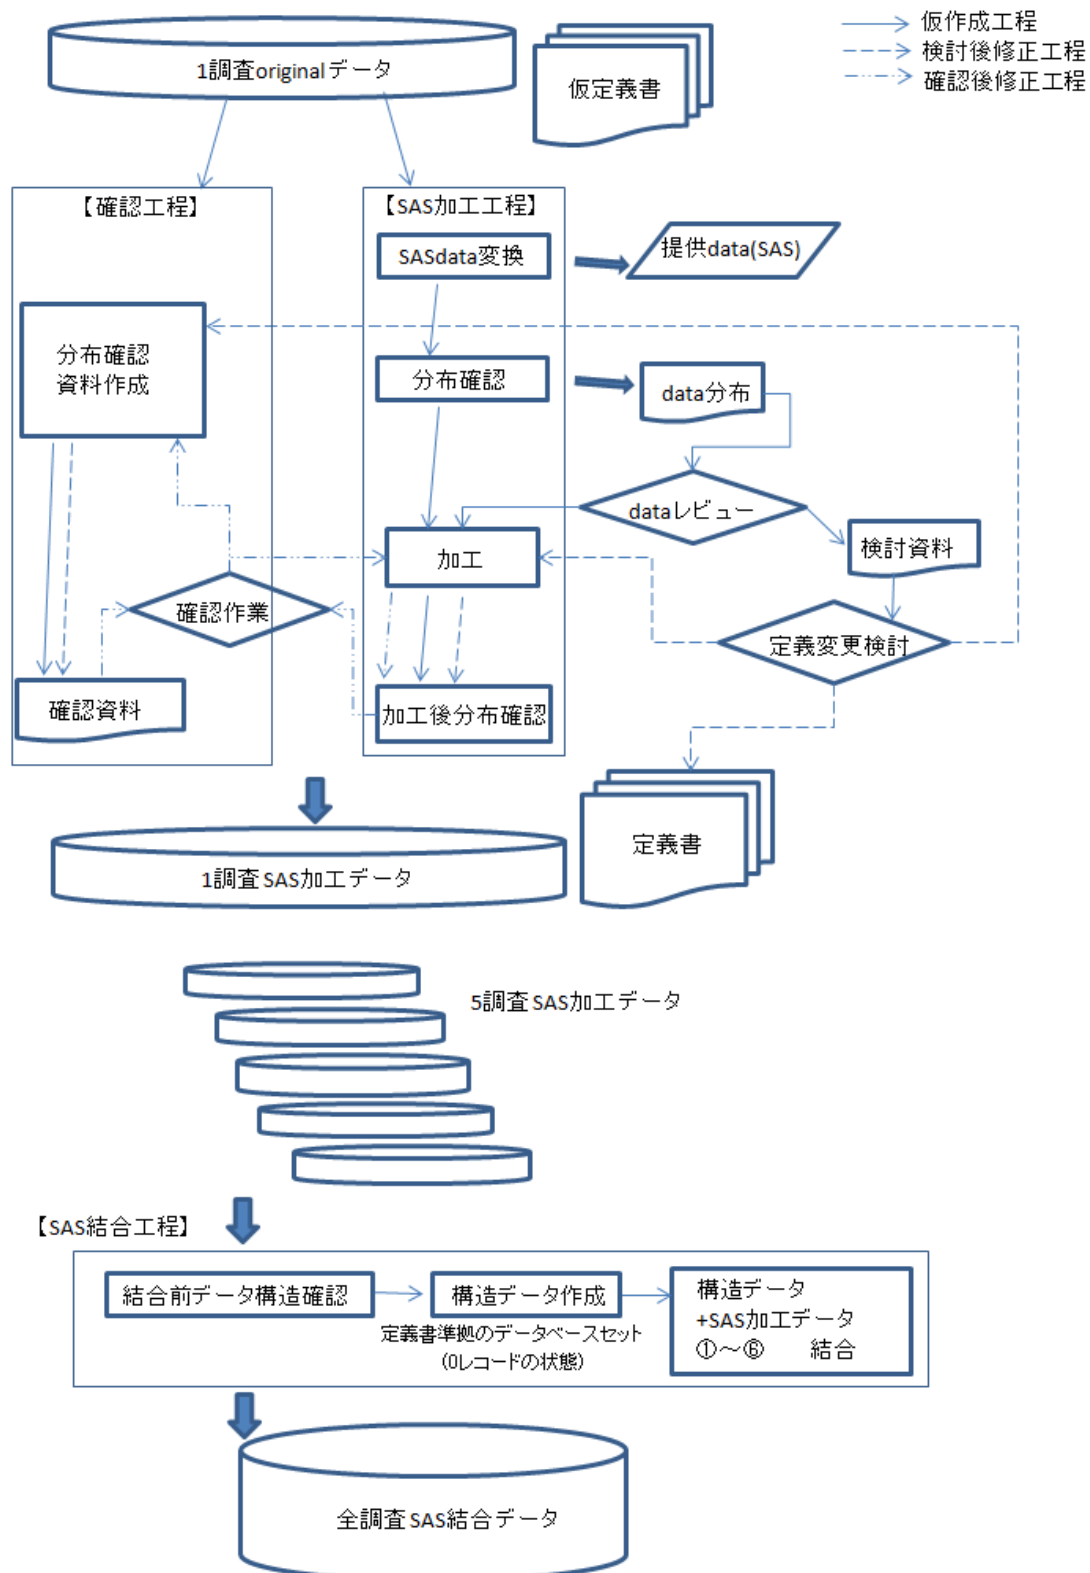 仮作成工程
検討後修正工程
確認後修正工程
1調査originalデータ
仮定義書
【確認工程】
【SAS加工工程】
SASdata変換
提供data(SAS)
分布確認
資料作成
分布確認
data分布
dataレビュー
検討資料
加工
確認作業
定義変更検討
確認資料
加工後分布確認
定義書
1調査SAS加工データ
5調査SAS加工データ
【SAS結合工程】
結合前データ構造確認
構造データ作成
定義書準拠のデータベースセット
(0レコードの状態)
構造データ
+SAS加工データ
①～⑥　結合
全調査SAS結合データ